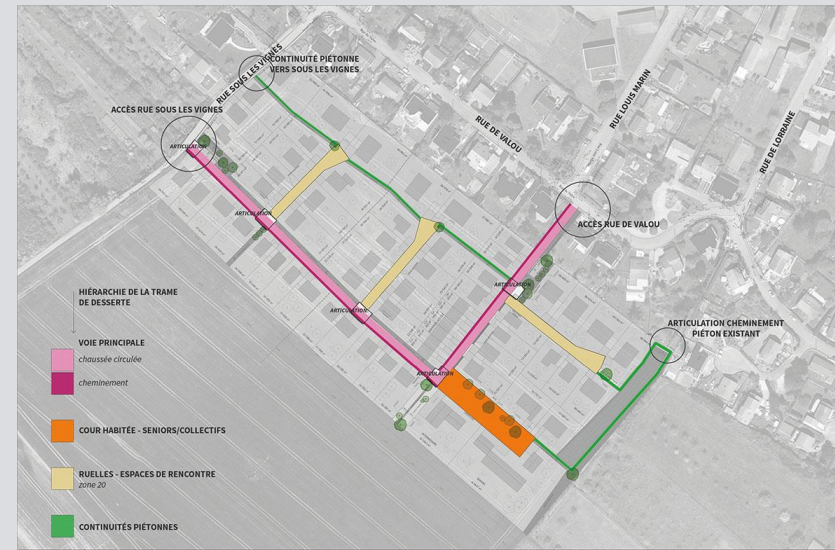 RUE SOUS LES VIGNES
CONTINUITÉ PIÉTONNE
VERS SOUS LES VIGNES
ACCÈS RUE SOUS LES VIGNES
RUE LOUIS MARIN
RUE DE VALOU
RUE DE LORRAINE
ARTICULATION
ARTICULATION
ACCÈS RUE DE VALOU
ARTICULATION
ARTICULATION
ARTICULATION CHEMINEMENT
PIÉTON EXISTANT
ARTICULATION
HIÉRARCHIE DE LA TRAME
DE DESSERTE
VOIE PRINCIPALE
chaussée circulée
cheminement
COUR HABITÉE - SENIORS/COLLECTIFS
RUELLES - ESPACES DE RENCONTRE
zone 20
CONTINUITÉS PIÉTONNES